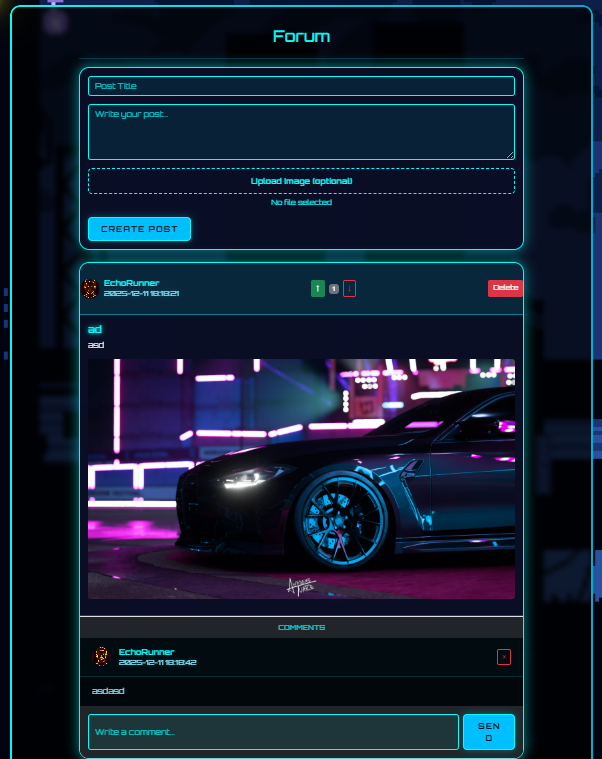 Forum
Post Title
Write your post...
Upload Image (optional)
No file selected
CREATE POST
EchoRunner
2025-12-11 18:18:21
↑ 1 ↓
Delete
ad
asd
COMMENTS
EchoRunner
2025-12-11 18:18:42
×
asdasd
Write a comment...
SEN
D